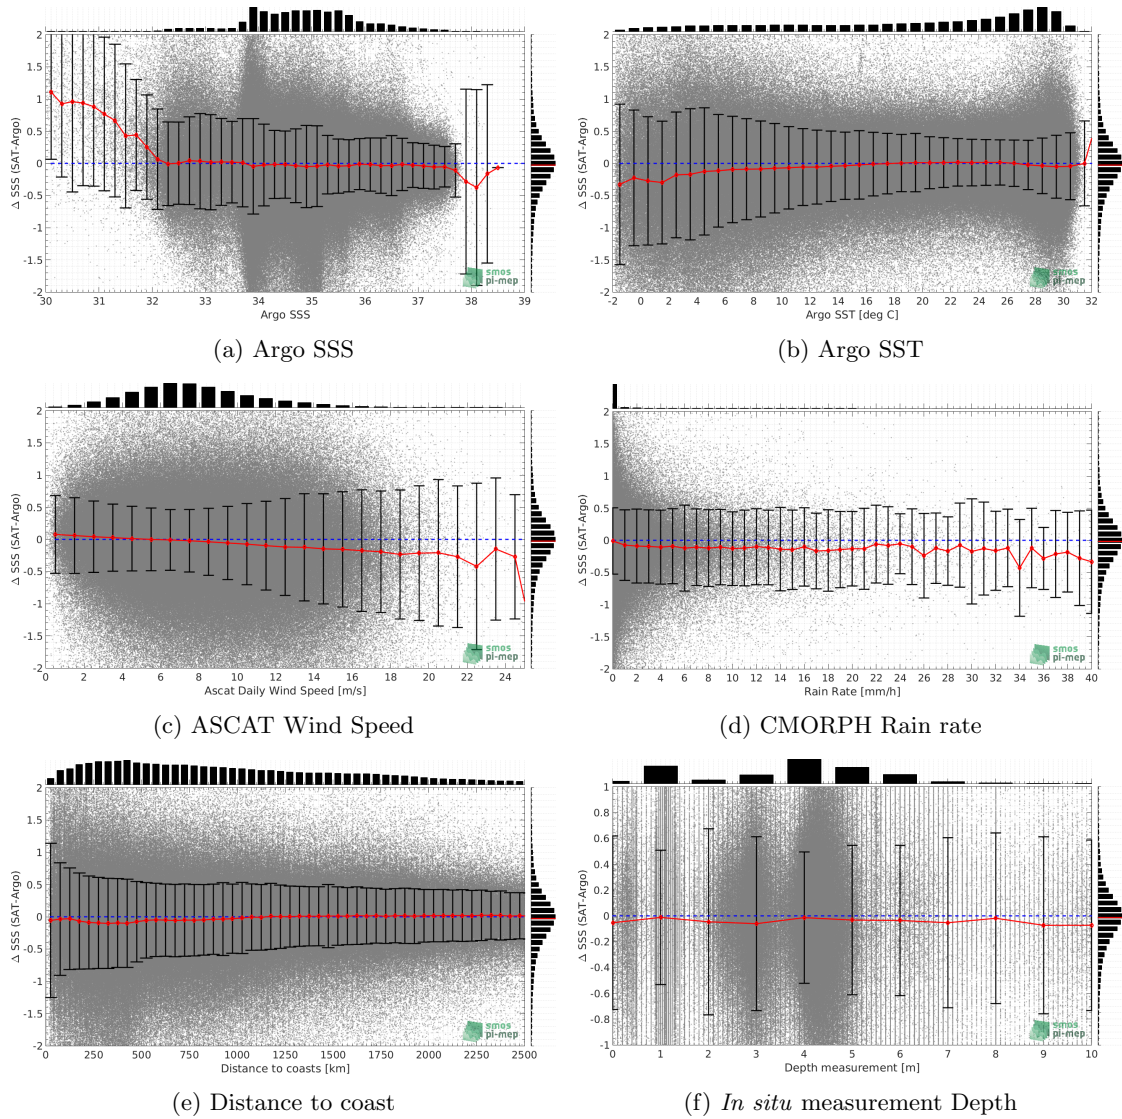 2
1.5
1
0.5
0
-0.5
-1
-1.5
-2
Δ SSS (SAT-Argo)
30 31 32 33 34 35 36 37 38 39
Argo SSS
smos
pi-mep
(a) Argo SSS
2
1.5
1
0.5
0
-0.5
-1
-1.5
-2
Δ SSS (SAT-Argo)
-2 0 2 4 6 8 10 12 14 16 18 20 22 24 26 28 30 32
Argo SST [deg C]
smos
pi-mep
(b) Argo SST
2
1.5
1
0.5
0
-0.5
-1
-1.5
-2
Δ SSS (SAT-Argo)
0 2 4 6 8 10 12 14 16 18 20 22 24
Ascat Daily Wind Speed [m/s]
smos
pi-mep
(c) ASCAT Wind Speed
2
1.5
1
0.5
0
-0.5
-1
-1.5
-2
Δ SSS (SAT-Argo)
0 2 4 6 8 10 12 14 16 18 20 22 24 26 28 30 32 34 36 38 40
Rain Rate [mm/h]
smos
pi-mep
(d) CMORPH Rain rate
2
1.5
1
0.5
0
-0.5
-1
-1.5
-2
Δ SSS (SAT-Argo)
0 250 500 750 1000 1250 1500 1750 2000 2250 2500
Distance to coasts [km]
smos
pi-mep
(e) Distance to coast
1
0.8
0.6
0.4
0.2
0
-0.2
-0.4
-0.6
-0.8
-1
Δ SSS (SAT-Argo)
0 1 2 3 4 5 6 7 8 9 10
Depth measurement [m]
smos
pi-mep
(f) In situ measurement Depth